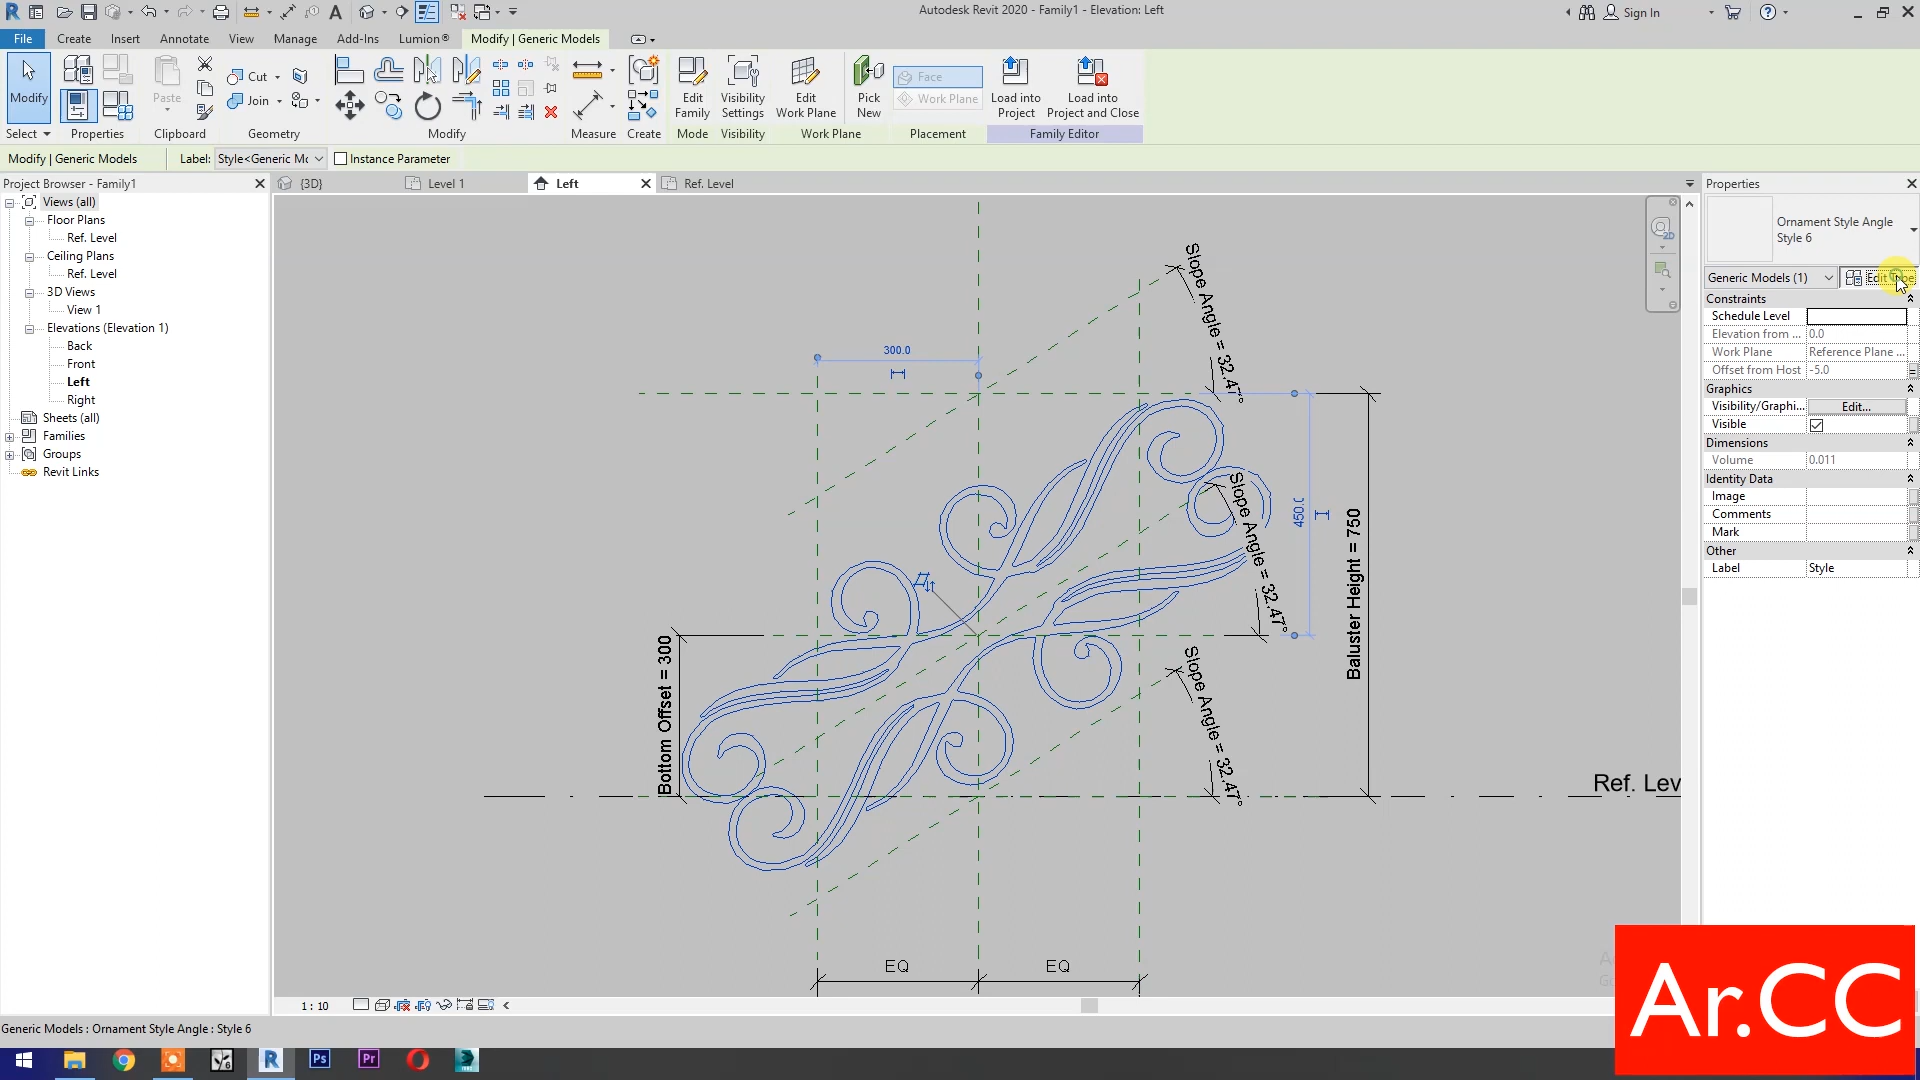 Autodesk Revit 2020 - Family1 - Elevation: Left
Sign In
File
Create
Insert
Annotate
View
Manage
Add-Ins
Lumion®
Modify | Generic Models
Modify
Paste
Cut
Join
Edit Family
Visibility Settings
Edit Work Plane
Pick New
Face
Work Plane
Load into Project
Load into Project and Close
Select
Properties
Clipboard
Geometry
Modify
Measure
Create
Mode
Visibility
Work Plane
Placement
Family Editor
Modify | Generic Models
Label:
Style<Generic Mc
Instance Parameter
Project Browser - Family1
Views (all)
Floor Plans
Ref. Level
Ceiling Plans
Ref. Level
3D Views
View 1
Elevations (Elevation 1)
Back
Front
Left
Right
Sheets (all)
Families
Groups
Revit Links
{3D}
Level 1
Left
Ref. Level
2D
Slope Angle = 32.47°
300.0
Slope Angle = 32.47°
450.0
Baluster Height = 750
Bottom Offset = 300
Slope Angle = 32.47°
Ref. Lev
EQ
EQ
Properties
Ornament Style Angle
Style 6
Generic Models (1)
Edit Type
Constraints
Schedule Level
Elevation from ...
0.0
Work Plane
Reference Plane ...
Offset from Host
-5.0
Graphics
Visibility/Graphi...
Edit...
Visible
Dimensions
Volume
0.011
Identity Data
Image
Comments
Mark
Other
Label
Style
Ar.CC
1 : 10
Generic Models : Ornament Style Angle : Style 6
R
Ps
Pr